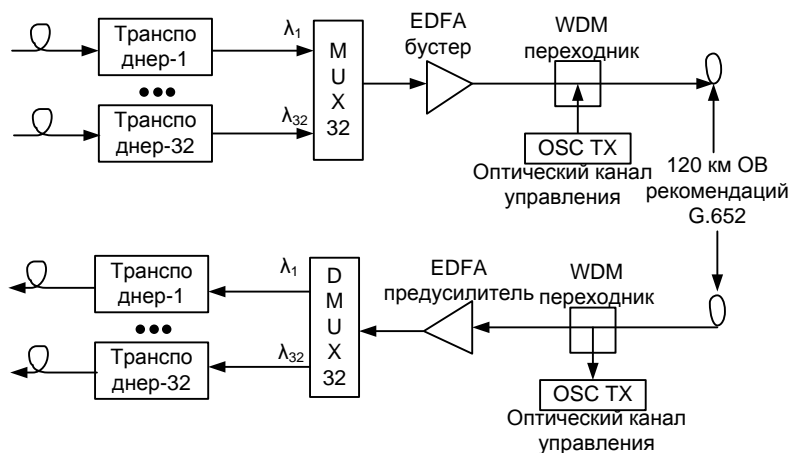 Транспо
днер-1
λ1
Транспо
днер-32
λ32
M
U
X
32
EDFA
бустер
WDM
переходник
OSC TX
Оптический канал
управления
120 км ОВ
рекомендаций
G.652
Транспо
днер-1
λ1
Транспо
днер-32
λ32
D
M
U
X
32
EDFA
предусилитель
WDM
переходник
OSC TX
Оптический канал
управления